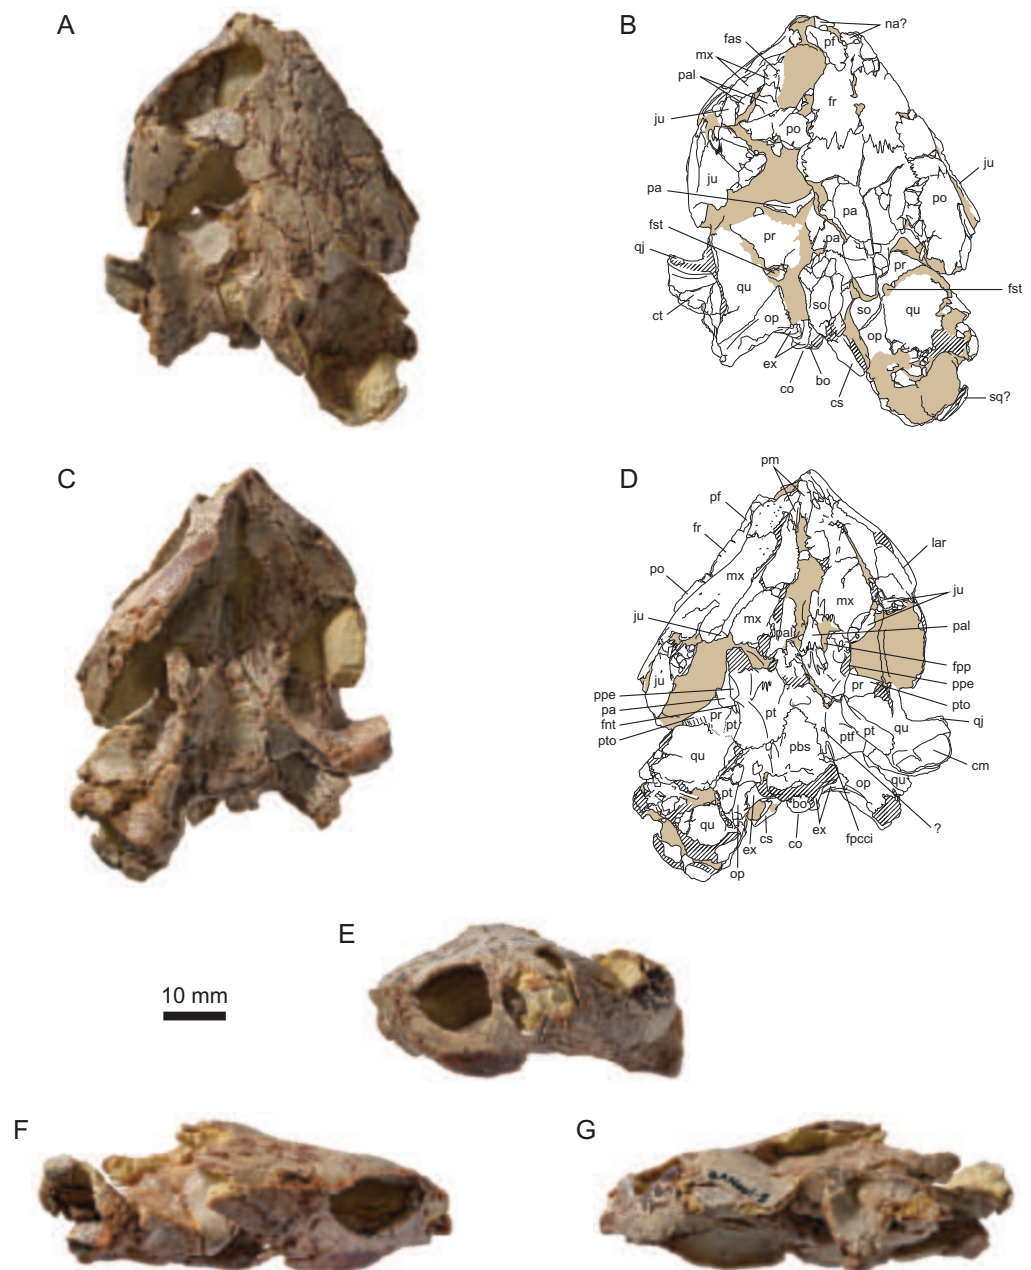 A
B
na?
fas
pf
mx
pal
fr
ju
po
ju
ju
pa
po
pa
fst
pr
pa
qj
pr
fst
qu
so
so
qu
ct
op
op
ex
bo
co
cs
sq?
C
D
pm
pf
fr
lar
mx
po
mx
ju
ju
mx
pal
pal
ju
fpp
ppe
ppe
pa
pr
fnt
pr
pt
pto
pto
pt
qj
ptf
pt
qu
qu
pbs
cm
op
qu
pt
bo
qu
ex
?
ex
cs
co
fpcci
op
E
10 mm
F
G